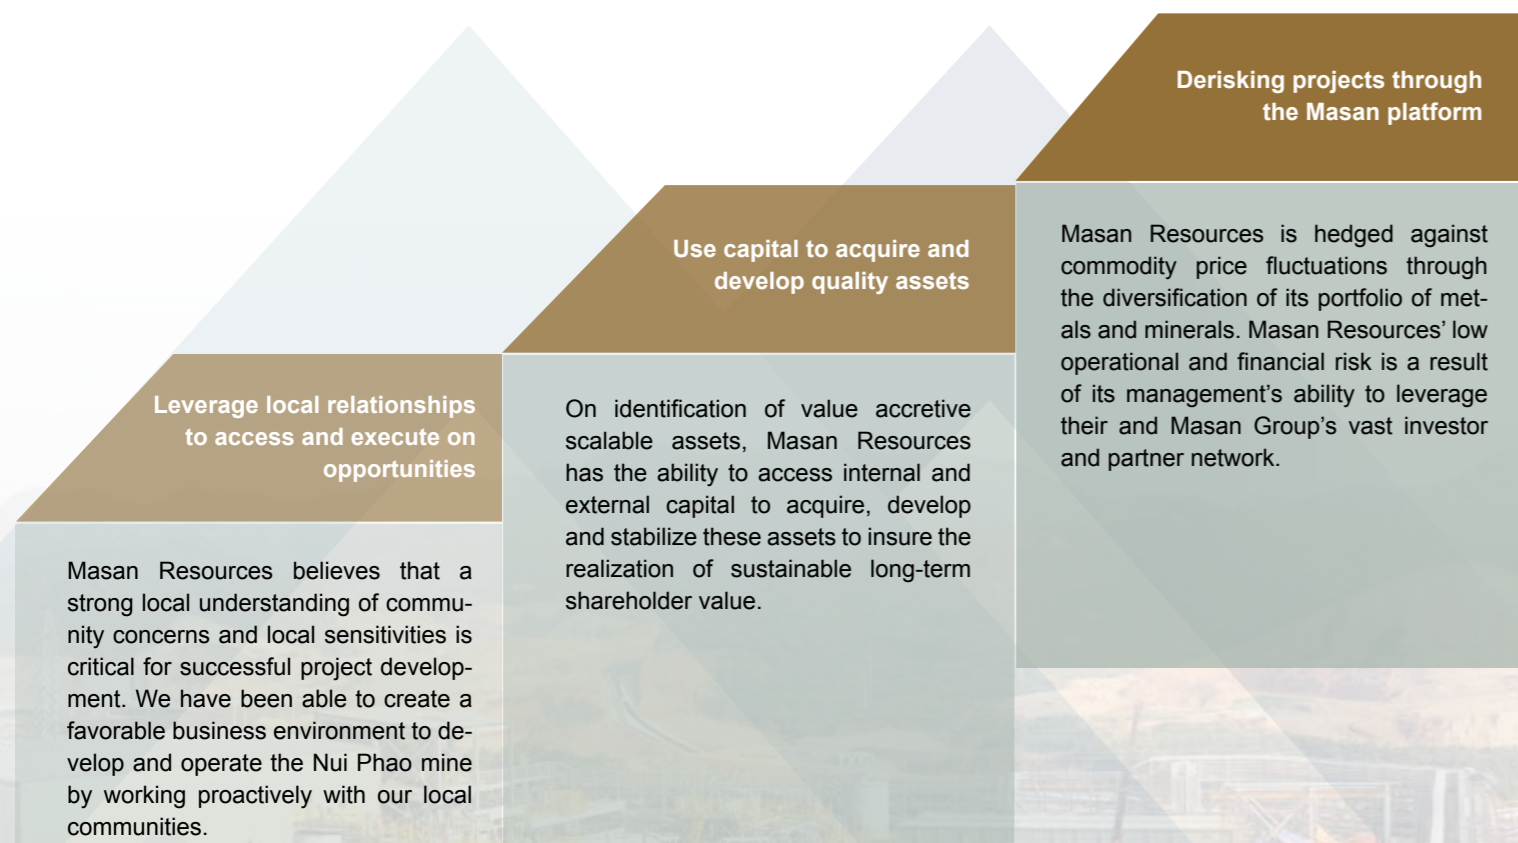 Leverage local relationships
to access and execute on
opportunities
Masan Resources believes that a
strong local understanding of commu-
nity concerns and local sensitivities is
critical for successful project develop-
ment. We have been able to create a
favorable business environment to de-
velop and operate the Nui Phao mine
by working proactively with our local
communities.
Use capital to acquire and
develop quality assets
On identification of value accretive
scalable assets, Masan Resources
has the ability to access internal and
external capital to acquire, develop
and stabilize these assets to insure the
realization of sustainable long-term
shareholder value.
Derisking projects through
the Masan platform
Masan Resources is hedged against
commodity price fluctuations through
the diversification of its portfolio of met-
als and minerals. Masan Resources’ low
operational and financial risk is a result
of its management’s ability to leverage
their and Masan Group’s vast investor
and partner network.